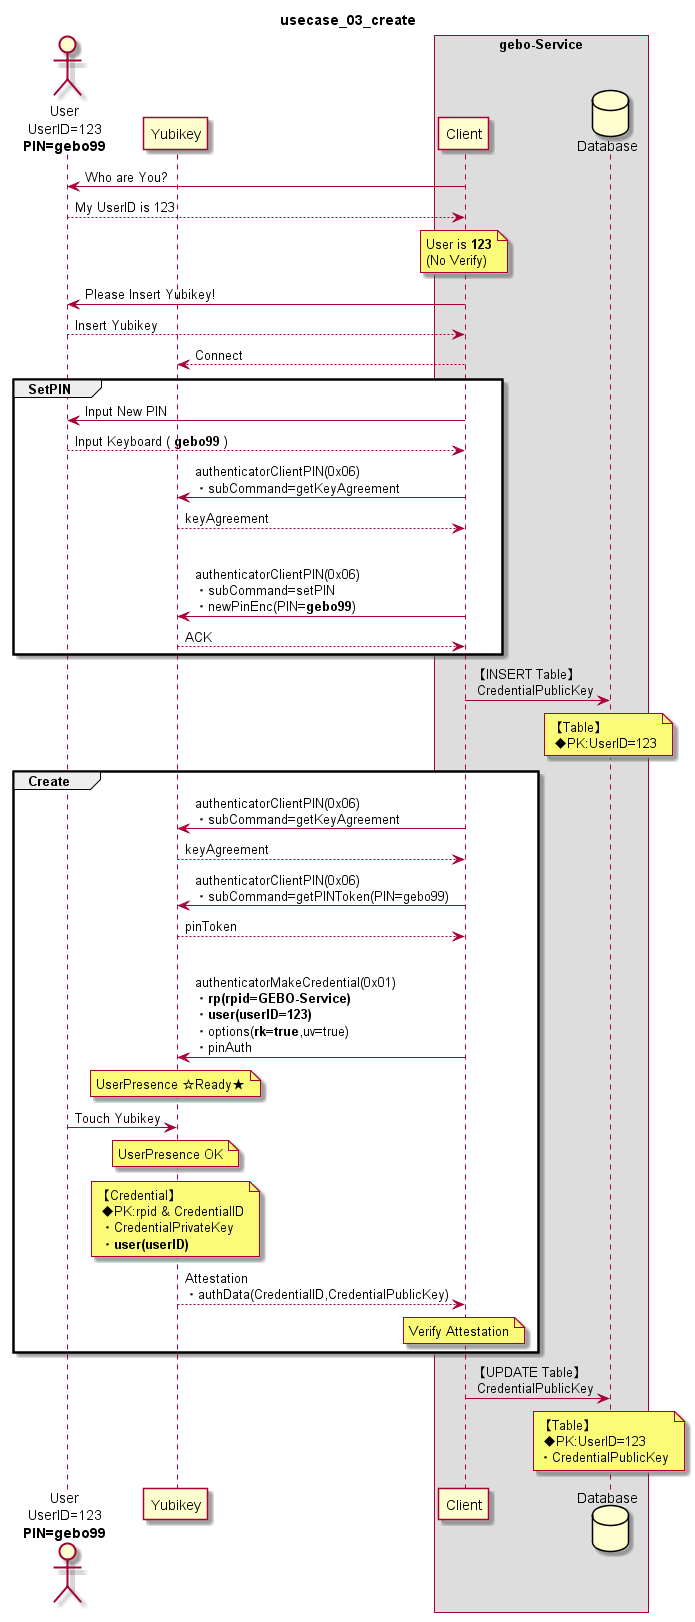 usecase_03_create
gebo-Service
User
UserID=123
PIN=gebo99
Yubikey
Client
Database
Who are You?
My UserID is 123
User is 123
(No Verify)
Please Insert Yubikey!
Insert Yubikey
Connect
SetPIN
Input New PIN
Input Keyboard ( gebo99 )
authenticatorClientPIN(0x06)
・subCommand=getKeyAgreement
keyAgreement
authenticatorClientPIN(0x06)
・subCommand=setPIN
・newPinEnc(PIN=gebo99)
ACK
【INSERT Table】
CredentialPublicKey
【Table】
◆PK:UserID=123
Create
authenticatorClientPIN(0x06)
・subCommand=getKeyAgreement
keyAgreement
authenticatorClientPIN(0x06)
・subCommand=getPINToken(PIN=gebo99)
pinToken
authenticatorMakeCredential(0x01)
・rp(rpid=GEBO-Service)
・user(userID=123)
・options(rk=true,uv=true)
・pinAuth
UserPresence ☆Ready★
Touch Yubikey
UserPresence OK
【Credential】
◆PK:rpid & CredentialID
・CredentialPrivateKey
・user(userID)
Attestation
・authData(CredentialID,CredentialPublicKey)
Verify Attestation
【UPDATE Table】
CredentialPublicKey
【Table】
◆PK:UserID=123
・CredentialPublicKey
User
UserID=123
PIN=gebo99
Yubikey
Client
Database